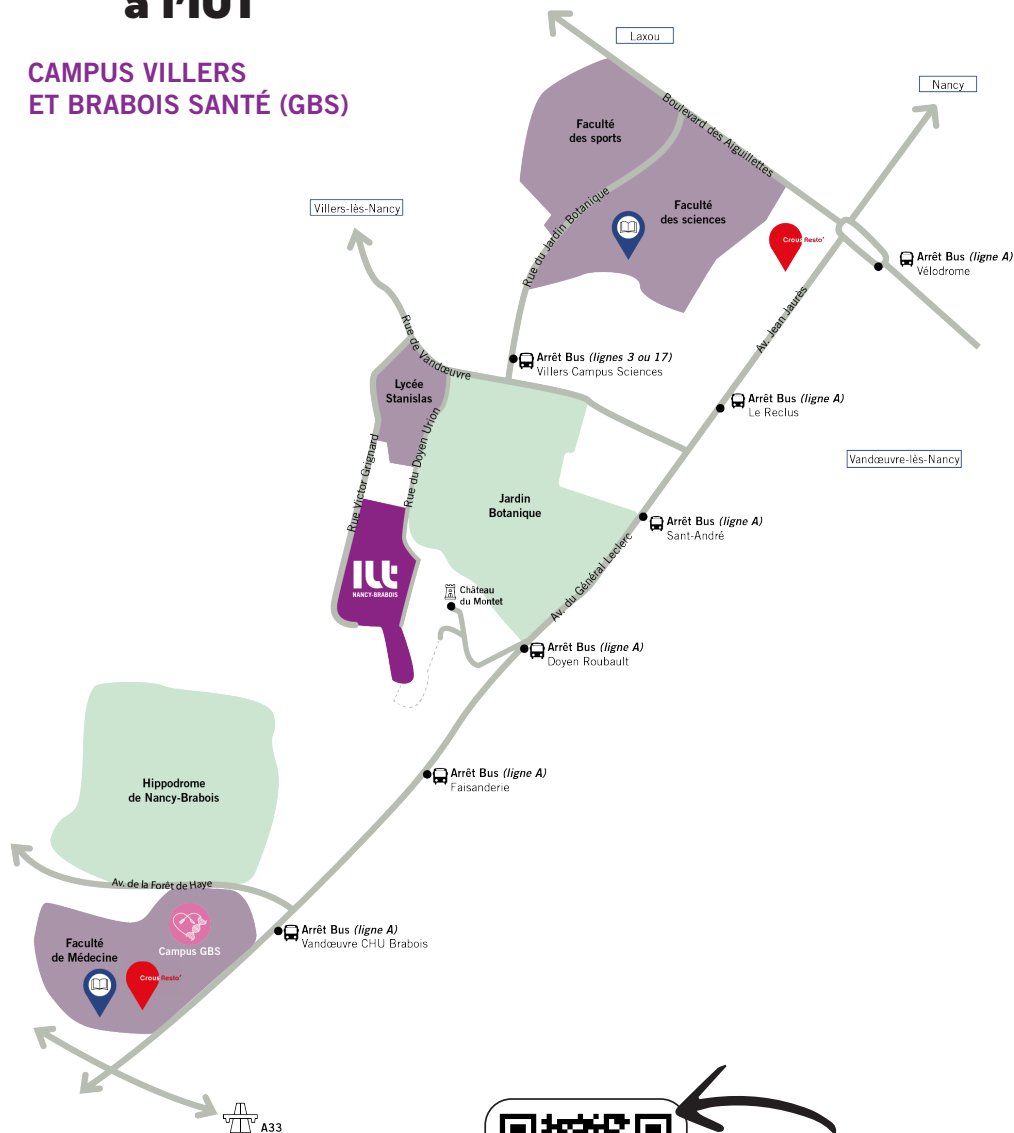 à l'IUT
CAMPUS VILLERS
ET BRABOIS SANTÉ (GBS)
Laxou
Nancy
Boulevard des Aiguillettes
Faculté
des sports
Villers-lès-Nancy
Faculté
des sciences
Rue du Jardin Botanique
Crous Resto'
Arrêt Bus (ligne A)
Vélodrome
Av. Jean Jaurès
Rue de Vandœuvre
Arrêt Bus (lignes 3 ou 17)
Villers Campus Sciences
Lycée
Stanislas
Arrêt Bus (ligne A)
Le Reclus
Rue Victor Grignard
Rue du Doyen Urion
Vandœuvre-lès-Nancy
Jardin
Botanique
Arrêt Bus (ligne A)
Sant-André
Av. du Général Leclerc
IUt
NANCY-BRABOIS
Château
du Montet
Arrêt Bus (ligne A)
Doyen Roubault
Arrêt Bus (ligne A)
Faisanderie
Hippodrome
de Nancy-Brabois
Av. de la Forêt de Haye
Arrêt Bus (ligne A)
Vandœuvre CHU Brabois
Faculté
de Médecine
Campus GBS
Crous Resto'
A33